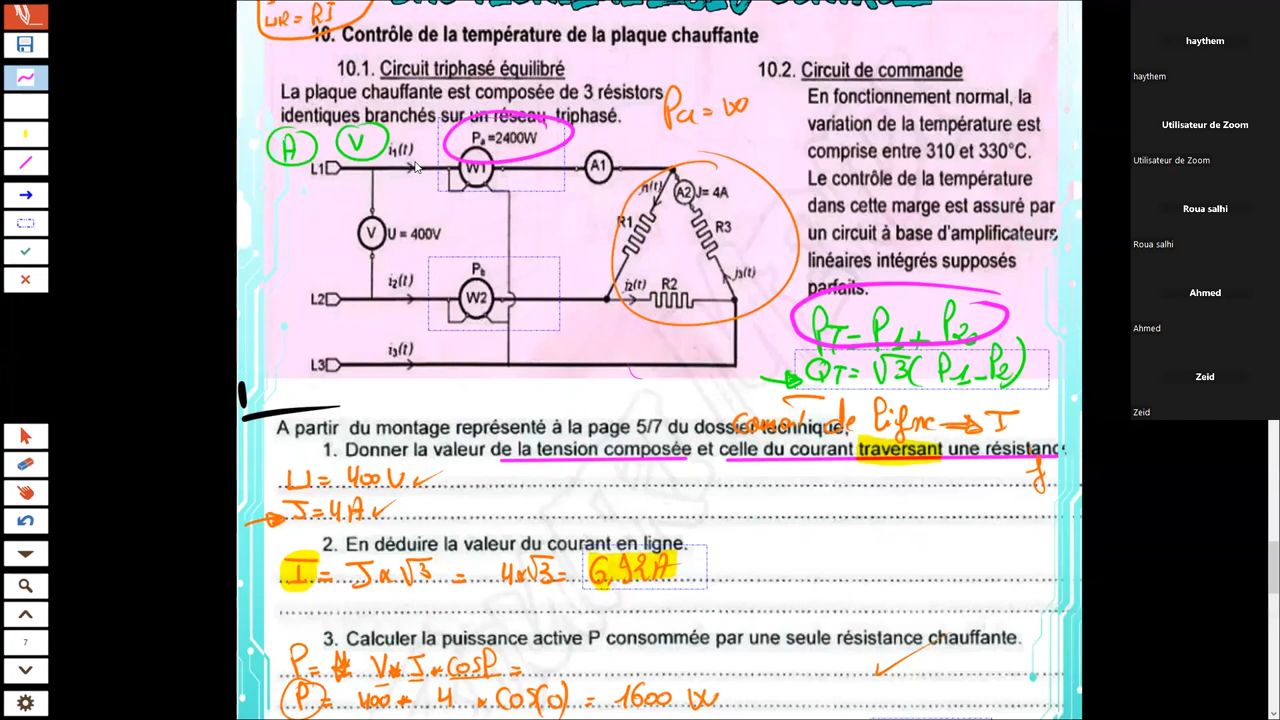 UR = RI
10. Contrôle de la température de la plaque chauffante
10.1. Circuit triphasé équilibré
La plaque chauffante est composée de 3 résistors
identiques branchés sur un réseau triphasé.
A V
Pa = W
i1(t)
Pa =2400W
L1
W1
A1
j1(t)
A2
J= 4A
R1
R3
V
U = 400V
Pb
i2(t)
L2
W2
j2(t)
R2
j3(t)
i3(t)
L3
10.2. Circuit de commande
En fonctionnement normal, la
variation de la température est
comprise entre 310 et 330°C.
Le contrôle de la température
dans cette marge est assuré par
un circuit à base d'amplificateurs
linéaires intégrés supposés
parfaits.
PT = P1 + P2
QT = √3 ( P1 - P2 )
courant de ligne → I
A partir du montage représenté à la page 5/7 du dossier technique,
1. Donner la valeur de la tension composée et celle du courant traversant une résistance
J
U = 400V
J = 4A
2. En déduire la valeur du courant en ligne.
I = J × √3 = 4×√3 = 6,92A
3. Calculer la puissance active P consommée par une seule résistance chauffante.
P = V * J * cosφ =
P = 400 * 4 * cos(0) = 1600 W
7
haythem
haythem
Utilisateur de Zoom
Utilisateur de Zoom
Roua salhi
Roua salhi
Ahmed
Ahmed
Zeid
Zeid